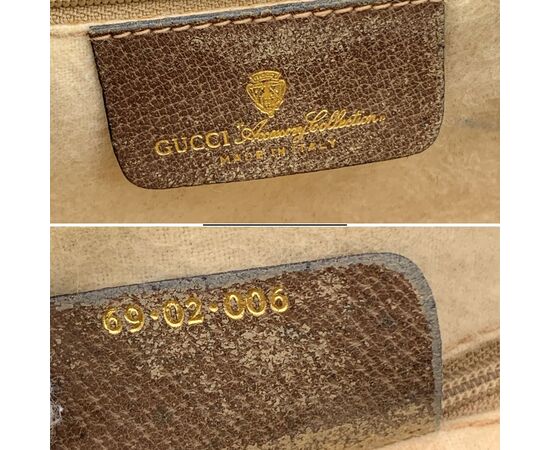 GUCCI Accessory Collection®
MADE IN ITALY
69·02·006